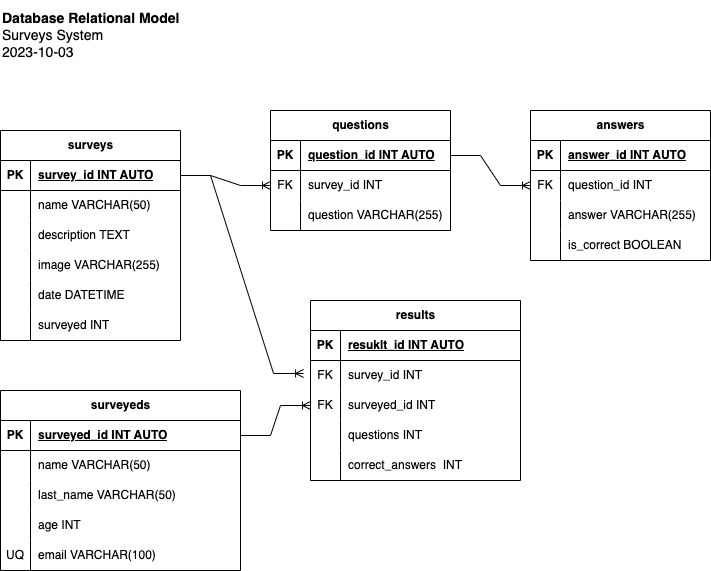 Database Relational Model
Surveys System
2023-10-03
surveys
PK survey_id INT AUTO
name VARCHAR(50)
description TEXT
image VARCHAR(255)
date DATETIME
surveyed INT
questions
PK question_id INT AUTO
FK survey_id INT
question VARCHAR(255)
answers
PK answer_id INT AUTO
FK question_id INT
answer VARCHAR(255)
is_correct BOOLEAN
results
PK resuklt_id INT AUTO
FK survey_id INT
FK surveyed_id INT
questions INT
correct_answers INT
surveyeds
PK surveyed_id INT AUTO
name VARCHAR(50)
last_name VARCHAR(50)
age INT
UQ email VARCHAR(100)